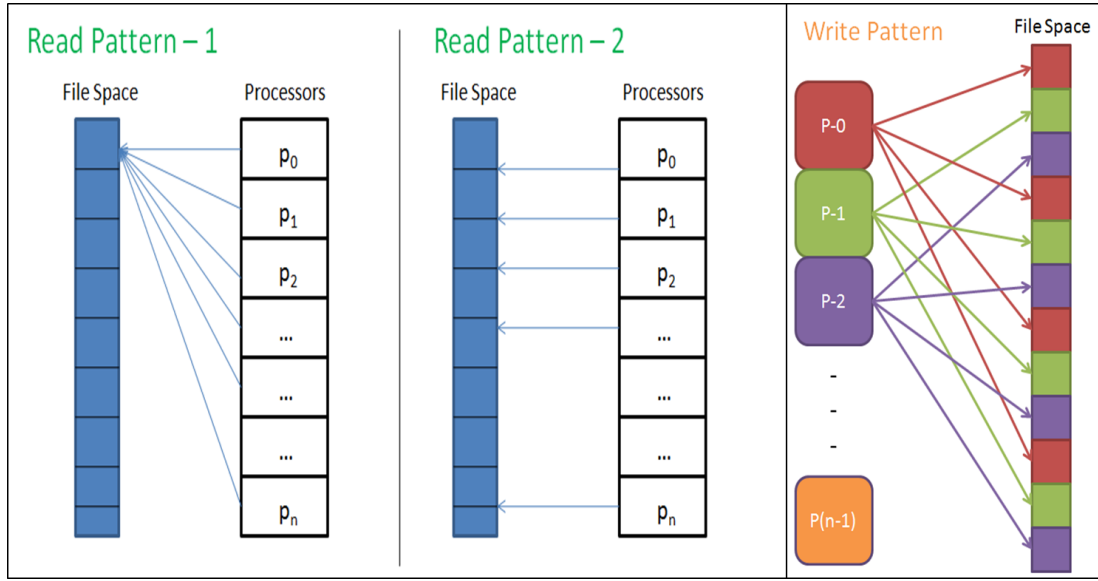 Read Pattern – 1
File Space
Processors
p0
p1
p2
...
...
...
pn
Read Pattern – 2
File Space
Processors
p0
p1
p2
...
...
...
pn
Write Pattern
File Space
P-0
P-1
P-2
-
-
-
P(n-1)